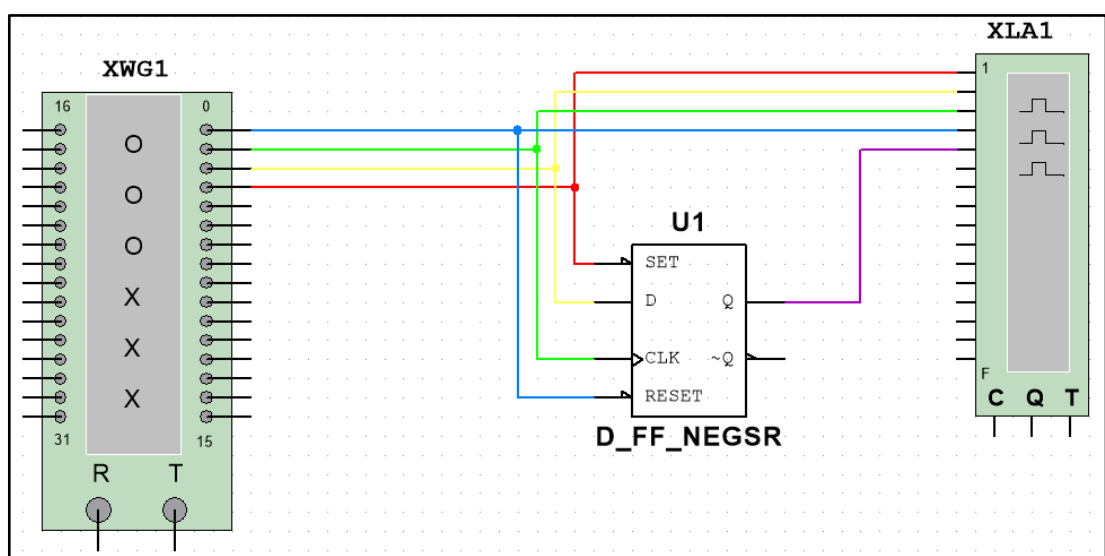 XWG1
16 0
O
O
O
X
X
X
31 15
R T
U1
SET
D Q
CLK ~Q
RESET
D_FF_NEGSR
XLA1
1
F
C Q T